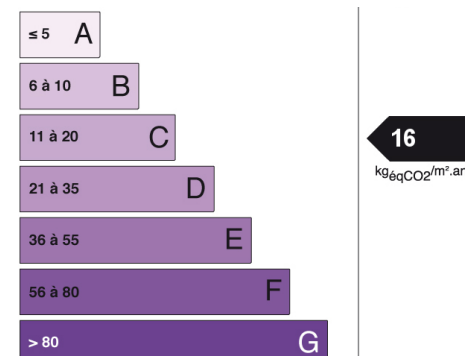 ≤ 5 A
6 à 10 B
11 à 20 C
16
kgéqCO2/m².an
21 à 35 D
36 à 55 E
56 à 80 F
> 80 G